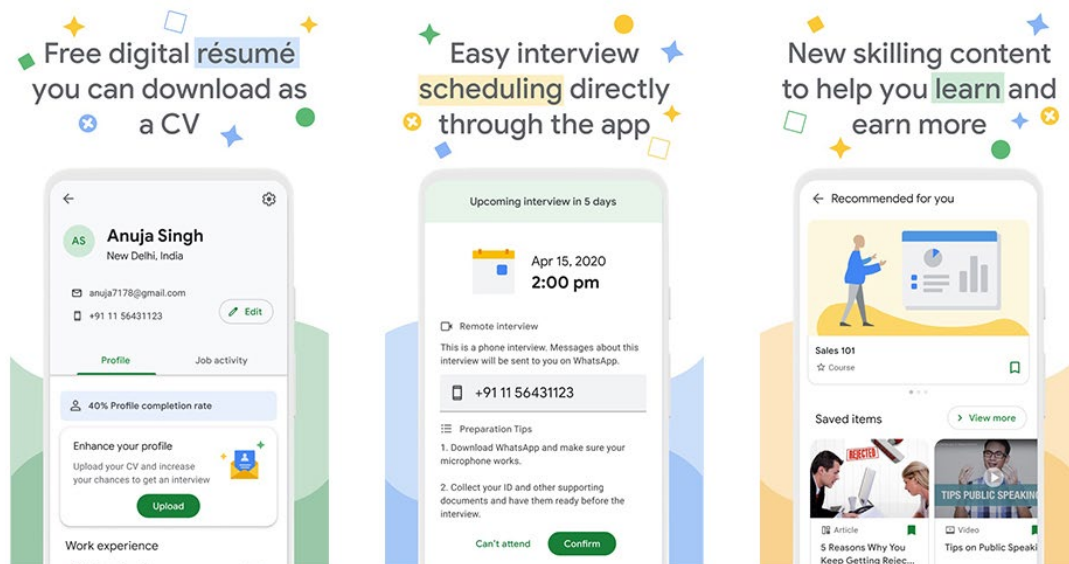 Free digital résumé
you can download as
a CV
AS
Anuja Singh
New Delhi, India
anuja7178@gmail.com
+91 11 56431123
Edit
Profile
Job activity
40% Profile completion rate
Enhance your profile
Upload your CV and increase
your chances to get an interview
Upload
Work experience
Easy interview
scheduling directly
through the app
Upcoming interview in 5 days
Apr 15, 2020
2:00 pm
Remote interview
This is a phone interview. Messages about this
interview will be sent to you on WhatsApp.
+91 11 56431123
Preparation Tips
1. Download WhatsApp and make sure your
microphone works.
2. Collect your ID and other supporting
documents and have them ready before the
interview.
Can't attend
Confirm
New skilling content
to help you learn and
earn more
Recommended for you
Sales 101
Course
Saved items
View more
REJECTED
TIPS PUBLIC SPEAKING
Article
Video
5 Reasons Why You
Keep Getting Rejec...
Tips on Public Speaki